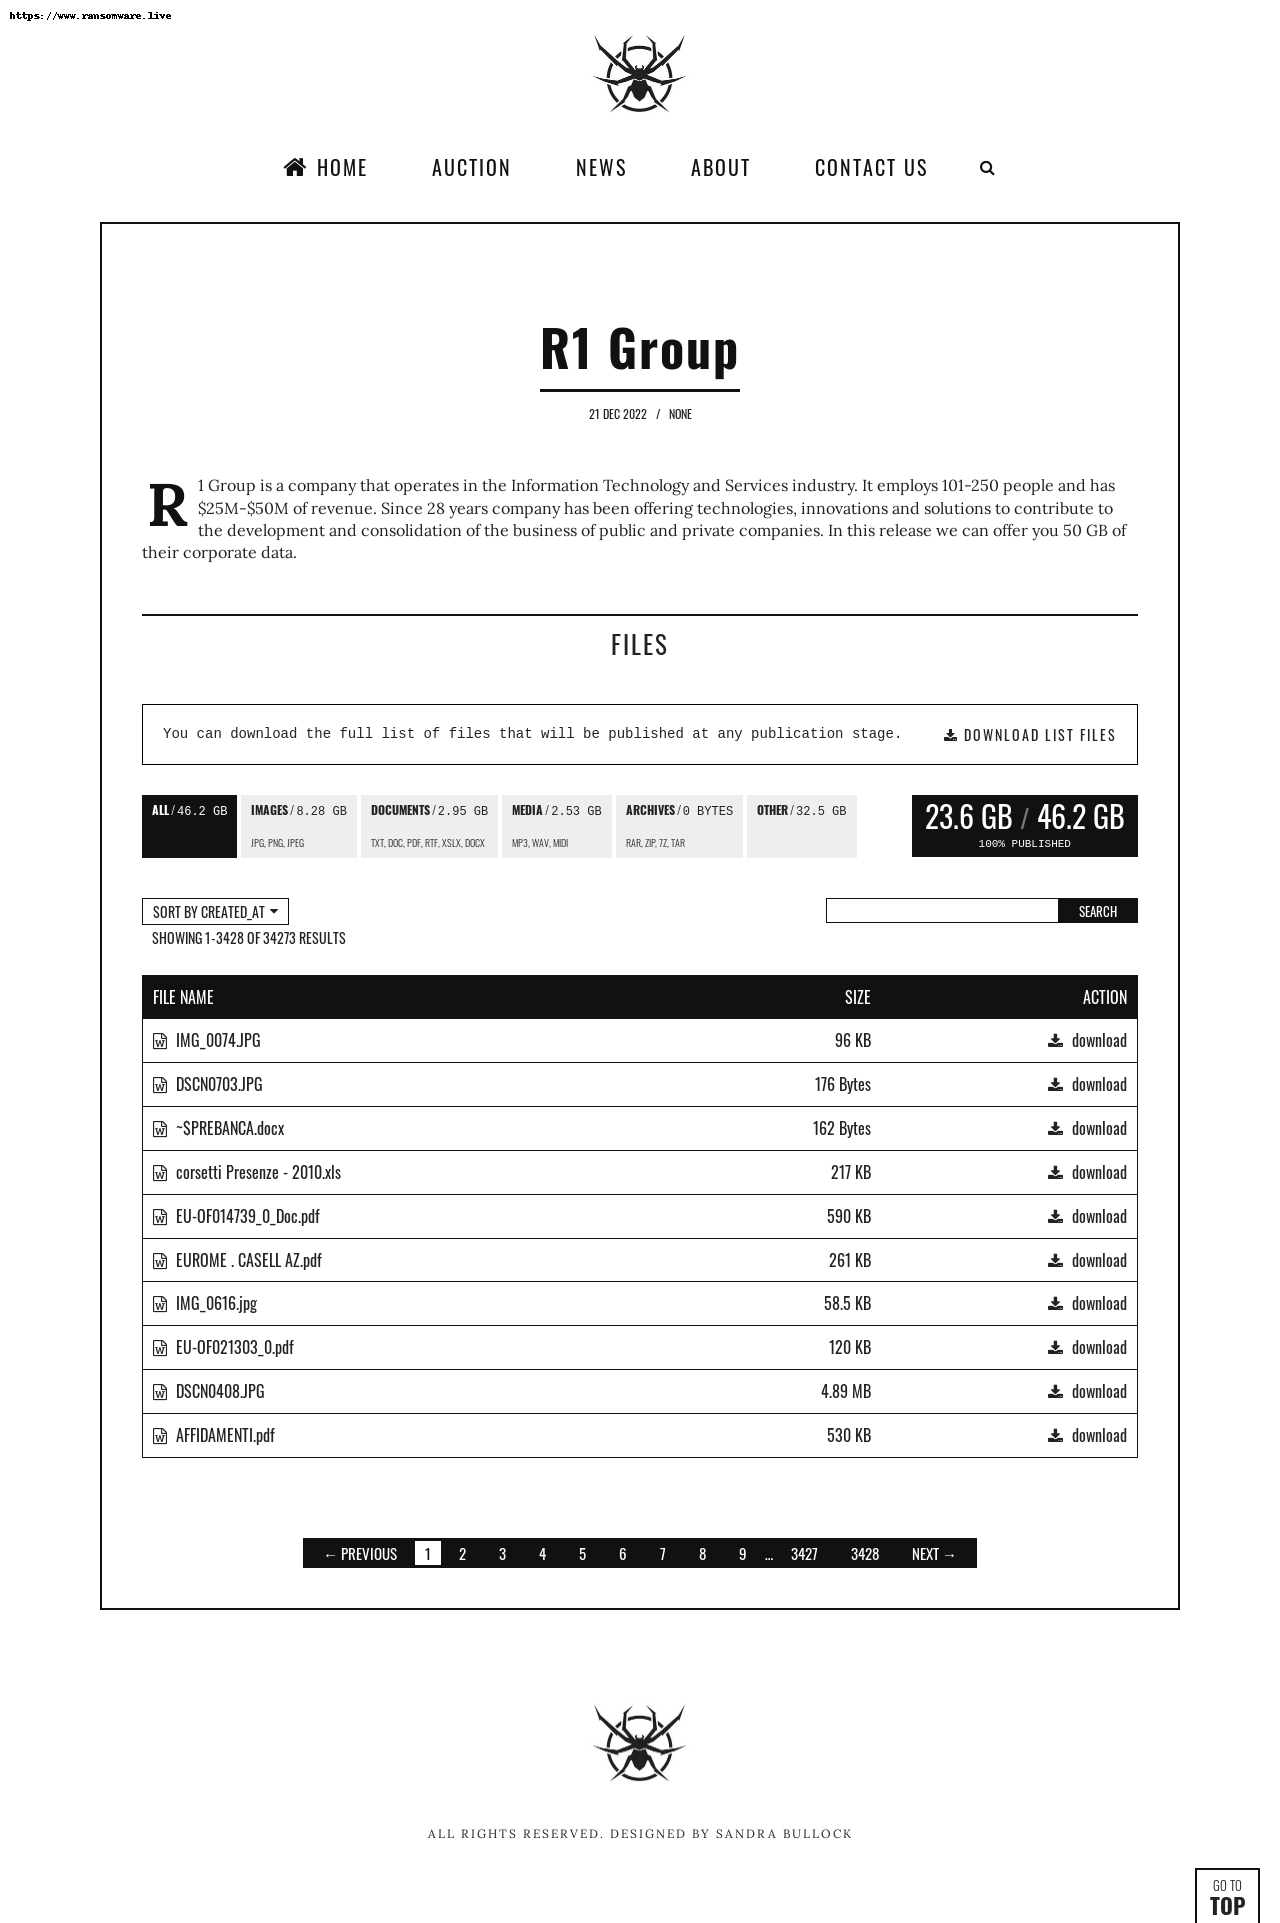 https://www.ransomware.live
HOME AUCTION NEWS ABOUT CONTACT US
R1 Group
21 DEC 2022 / NONE
R1 Group is a company that operates in the Information Technology and Services industry. It employs 101-250 people and has
$25M-$50M of revenue. Since 28 years company has been offering technologies, innovations and solutions to contribute to
the development and consolidation of the business of public and private companies. In this release we can offer you 50 GB of
their corporate data.
FILES
You can download the full list of files that will be published at any publication stage. DOWNLOAD LIST FILES
ALL / 46.2 GB IMAGES / 8.28 GB DOCUMENTS / 2.95 GB MEDIA / 2.53 GB ARCHIVES / 0 BYTES OTHER / 32.5 GB 23.6 GB / 46.2 GB
JPG, PNG, JPEG TXT, DOC, PDF, RTF, XSLX, DOCX MP3, WAV, MIDI RAR, ZIP, 7Z, TAR 100% PUBLISHED
SORT BY CREATED_AT SEARCH
SHOWING 1-3428 OF 34273 RESULTS
FILE NAME SIZE ACTION
IMG_0074.JPG 96 KB download
DSCN0703.JPG 176 Bytes download
~$PREBANCA.docx 162 Bytes download
corsetti Presenze - 2010.xls 217 KB download
EU-OF014739_0_Doc.pdf 590 KB download
EUROME . CASELL AZ.pdf 261 KB download
IMG_0616.jpg 58.5 KB download
EU-OF021303_0.pdf 120 KB download
DSCN0408.JPG 4.89 MB download
AFFIDAMENTI.pdf 530 KB download
← PREVIOUS 1 2 3 4 5 6 7 8 9 ... 3427 3428 NEXT →
ALL RIGHTS RESERVED. DESIGNED BY SANDRA BULLOCK
GO TO
TOP